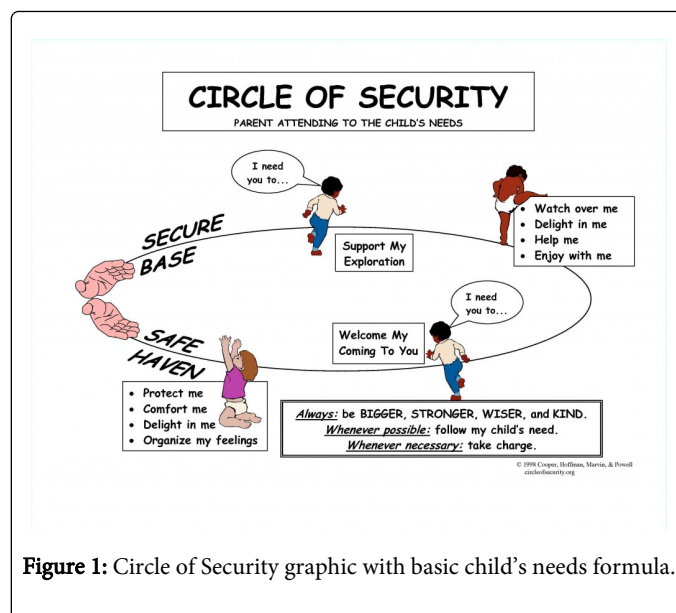 CIRCLE OF SECURITY
PARENT ATTENDING TO THE CHILD'S NEEDS
I need
you to...
SECURE
BASE
Support My
Exploration
• Watch over me
• Delight in me
• Help me
• Enjoy with me
I need
you to...
Welcome My
Coming To You
SAFE
HAVEN
• Protect me
• Comfort me
• Delight in me
• Organize my feelings
Always: be BIGGER, STRONGER, WISER, and KIND.
Whenever possible: follow my child's need.
Whenever necessary: take charge.
© 1998 Cooper, Hoffman, Marvin, & Powell
circleofsecurity.org
Figure 1: Circle of Security graphic with basic child's needs formula.